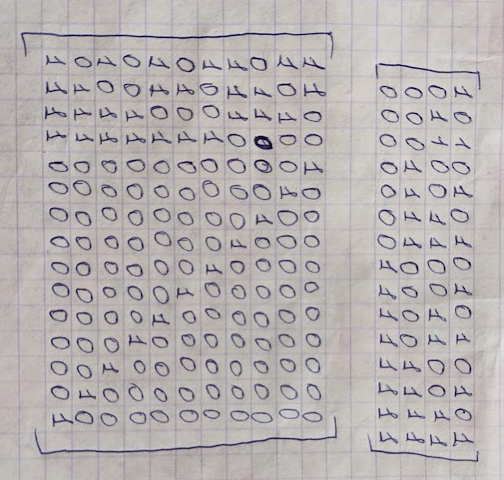 1 0 1 0 1 0 1 1 0 1 1
1 1 0 0 1 1 0 1 1 0 1
1 1 1 1 0 0 0 1 1 1 0
1 1 1 1 1 1 1 0 0 0 0
0 0 0 0 0 0 0 0 0 0 1
0 0 0 0 0 0 0 0 0 1 0
0 0 0 0 0 0 0 0 1 0 0
0 0 0 0 0 0 0 1 0 0 0
0 0 0 0 0 0 1 0 0 0 0
0 0 0 0 0 1 0 0 0 0 0
0 0 0 0 1 0 0 0 0 0 0
0 0 0 1 0 0 0 0 0 0 0
0 0 1 0 0 0 0 0 0 0 0
0 1 0 0 0 0 0 0 0 0 0
1 0 0 0 0 0 0 0 0 0 0
0 0 0 1
0 0 1 0
0 0 1 1
0 1 0 0
0 1 0 1
0 1 1 0
0 1 1 1
1 0 0 0
1 0 0 1
1 0 1 0
1 0 1 1
1 1 0 0
1 1 0 1
1 1 1 0
1 1 1 1